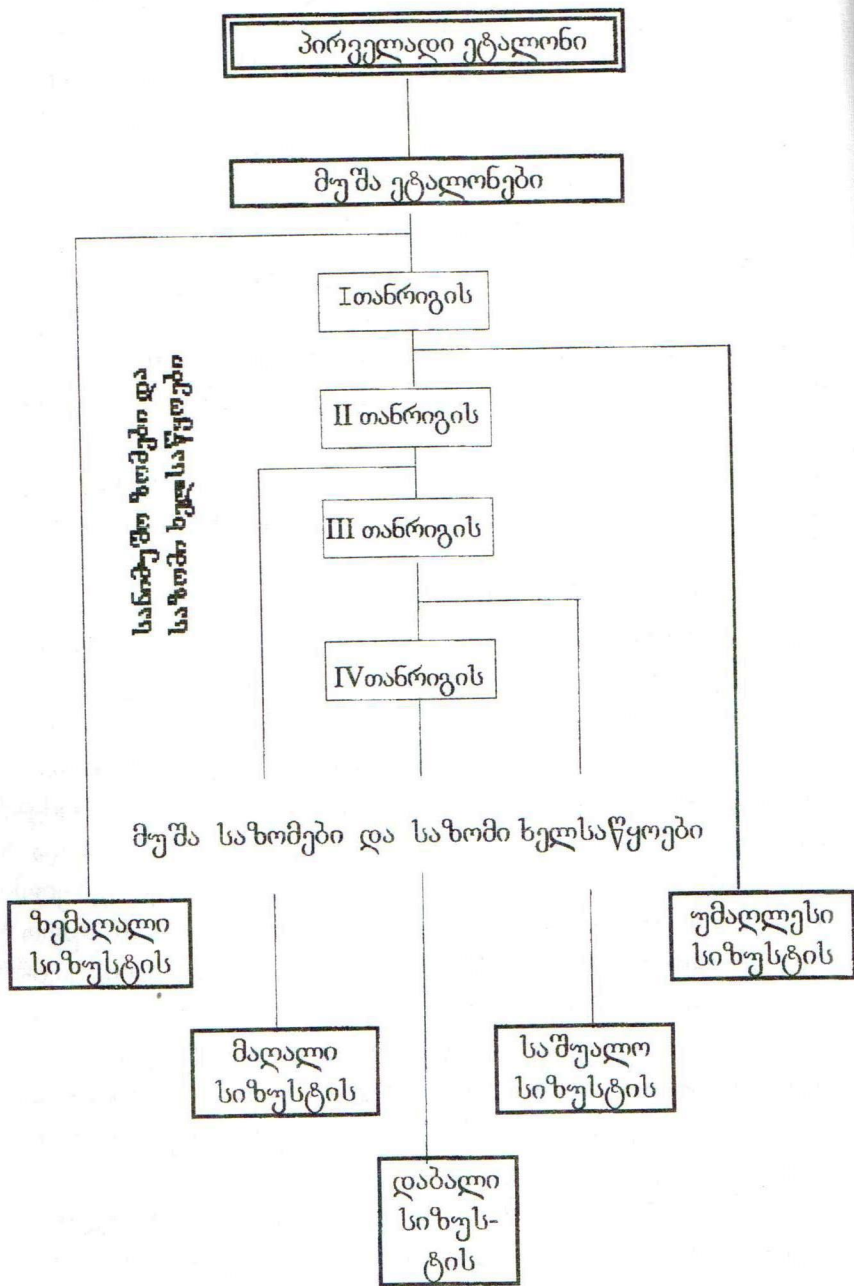 პირველადი ეტალონი
მუშა ეტალონები
I თანრიგის
სანიმუშო ზომები და
საზომი ხელსაწყოები
II თანრიგის
III თანრიგის
IV თანრიგის
მუშა საზომები და საზომი ხელსაწყოები
ზემაღალი
სიზუსტის
უმაღლესი
სიზუსტის
მაღალი
სიზუსტის
საშუალო
სიზუსტის
დაბალი
სიზუს-
ტის